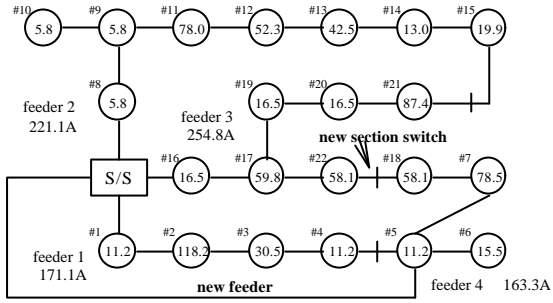 #10 #9 #11 #12 #13 #14 #15
5.8 5.8 78.0 52.3 42.5 13.0 19.9
#8 #19 #20 #21
5.8 16.5 16.5 87.4
feeder 2
221.1A
feeder 3
254.8A
new section switch
#16 #17 #22 #18 #7
S/S 16.5 59.8 58.1 58.1 78.5
#1 #2 #3 #4 #5 #6
11.2 118.2 30.5 11.2 11.2 15.5
feeder 1
171.1A
new feeder
feeder 4 163.3A